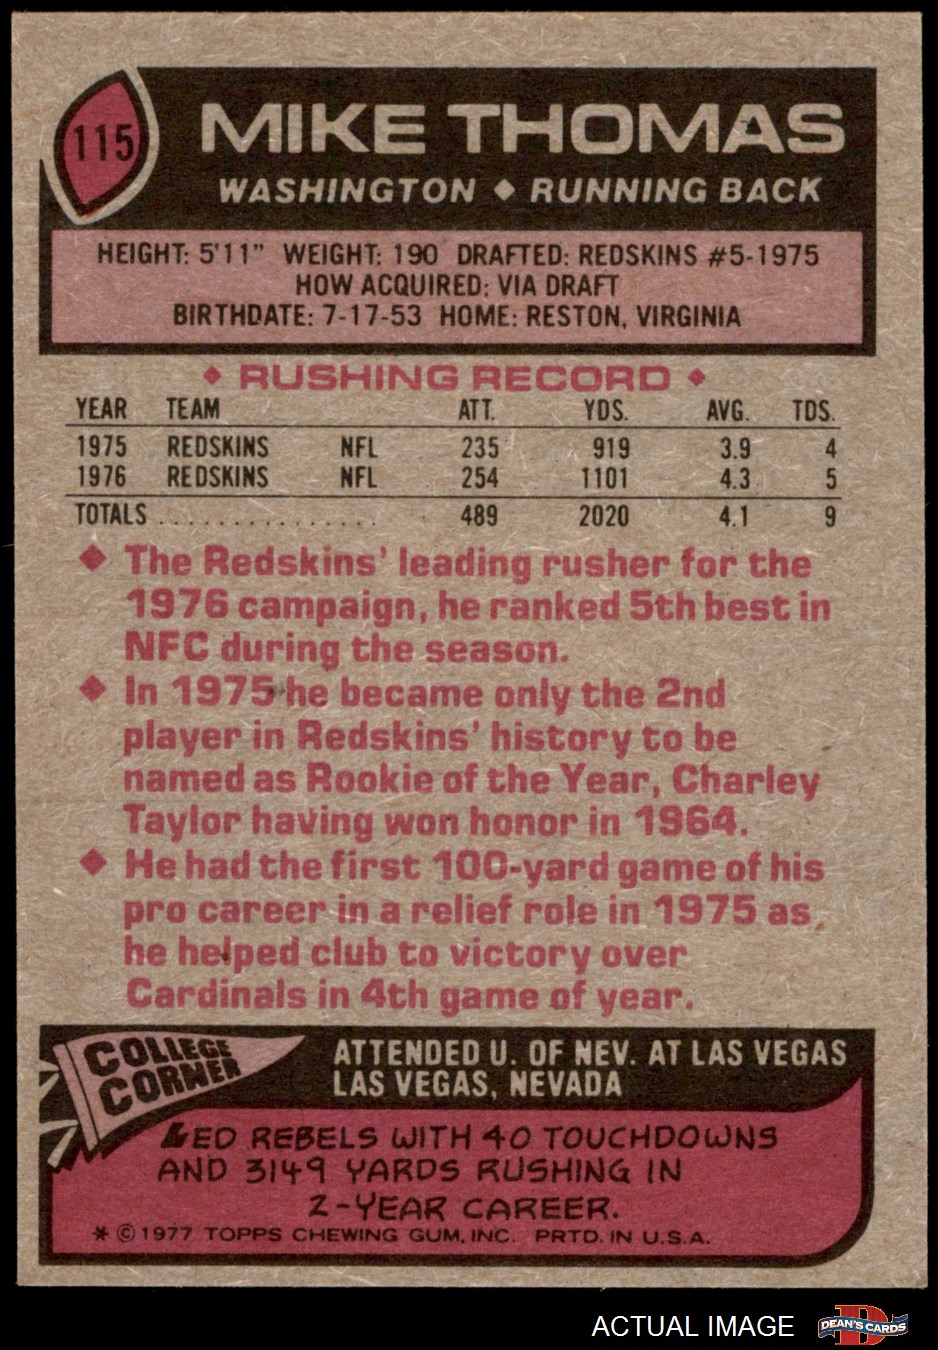 115
MIKE THOMAS
WASHINGTON ◆ RUNNING BACK
HEIGHT: 5'11" WEIGHT: 190 DRAFTED: REDSKINS #5-1975
HOW ACQUIRED: VIA DRAFT
BIRTHDATE: 7-17-53 HOME: RESTON, VIRGINIA
◆ RUSHING RECORD ◆
YEAR TEAM ATT. YDS. AVG. TDS.
1975 REDSKINS NFL 235 919 3.9 4
1976 REDSKINS NFL 254 1101 4.3 5
TOTALS ................ 489 2020 4.1 9
◆ The Redskins' leading rusher for the
1976 campaign, he ranked 5th best in
NFC during the season.
◆ In 1975 he became only the 2nd
player in Redskins' history to be
named as Rookie of the Year, Charley
Taylor having won honor in 1964.
◆ He had the first 100-yard game of his
pro career in a relief role in 1975 as
he helped club to victory over
Cardinals in 4th game of year.
COLLEGE
CORNER
ATTENDED U. OF NEV. AT LAS VEGAS
LAS VEGAS, NEVADA
LED REBELS WITH 40 TOUCHDOWNS
AND 3149 YARDS RUSHING IN
2-YEAR CAREER.
* © 1977 TOPPS CHEWING GUM, INC. PRTD. IN U.S.A.
ACTUAL IMAGE
D
DEAN'S CARDS